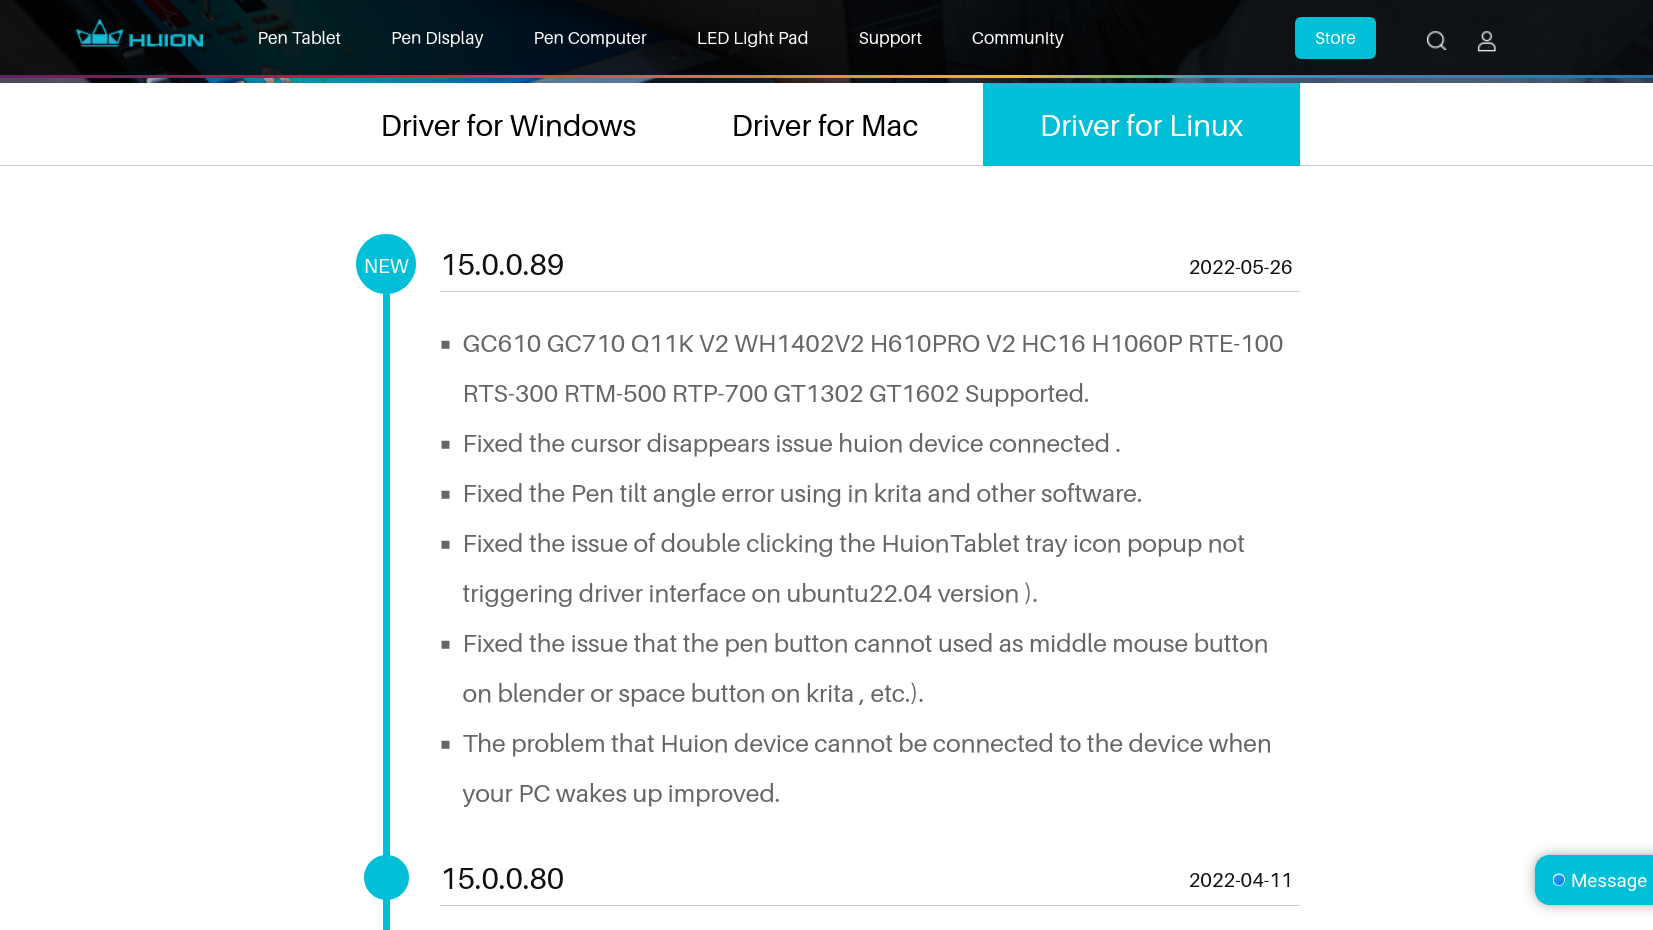 HUION Pen Tablet Pen Display Pen Computer LED Light Pad Support Community Store
Driver for Windows Driver for Mac Driver for Linux
NEW 15.0.0.89 2022-05-26
GC610 GC710 Q11K V2 WH1402V2 H610PRO V2 HC16 H1060P RTE-100
RTS-300 RTM-500 RTP-700 GT1302 GT1602 Supported.
Fixed the cursor disappears issue huion device connected .
Fixed the Pen tilt angle error using in krita and other software.
Fixed the issue of double clicking the HuionTablet tray icon popup not
triggering driver interface on ubuntu22.04 version ).
Fixed the issue that the pen button cannot used as middle mouse button
on blender or space button on krita , etc.).
The problem that Huion device cannot be connected to the device when
your PC wakes up improved.
15.0.0.80 2022-04-11
Message